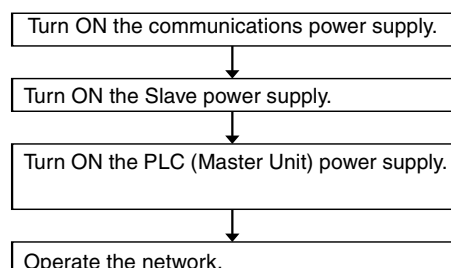 Turn ON the communications power supply.
Turn ON the Slave power supply.
Turn ON the PLC (Master Unit) power supply.
Operate the network.